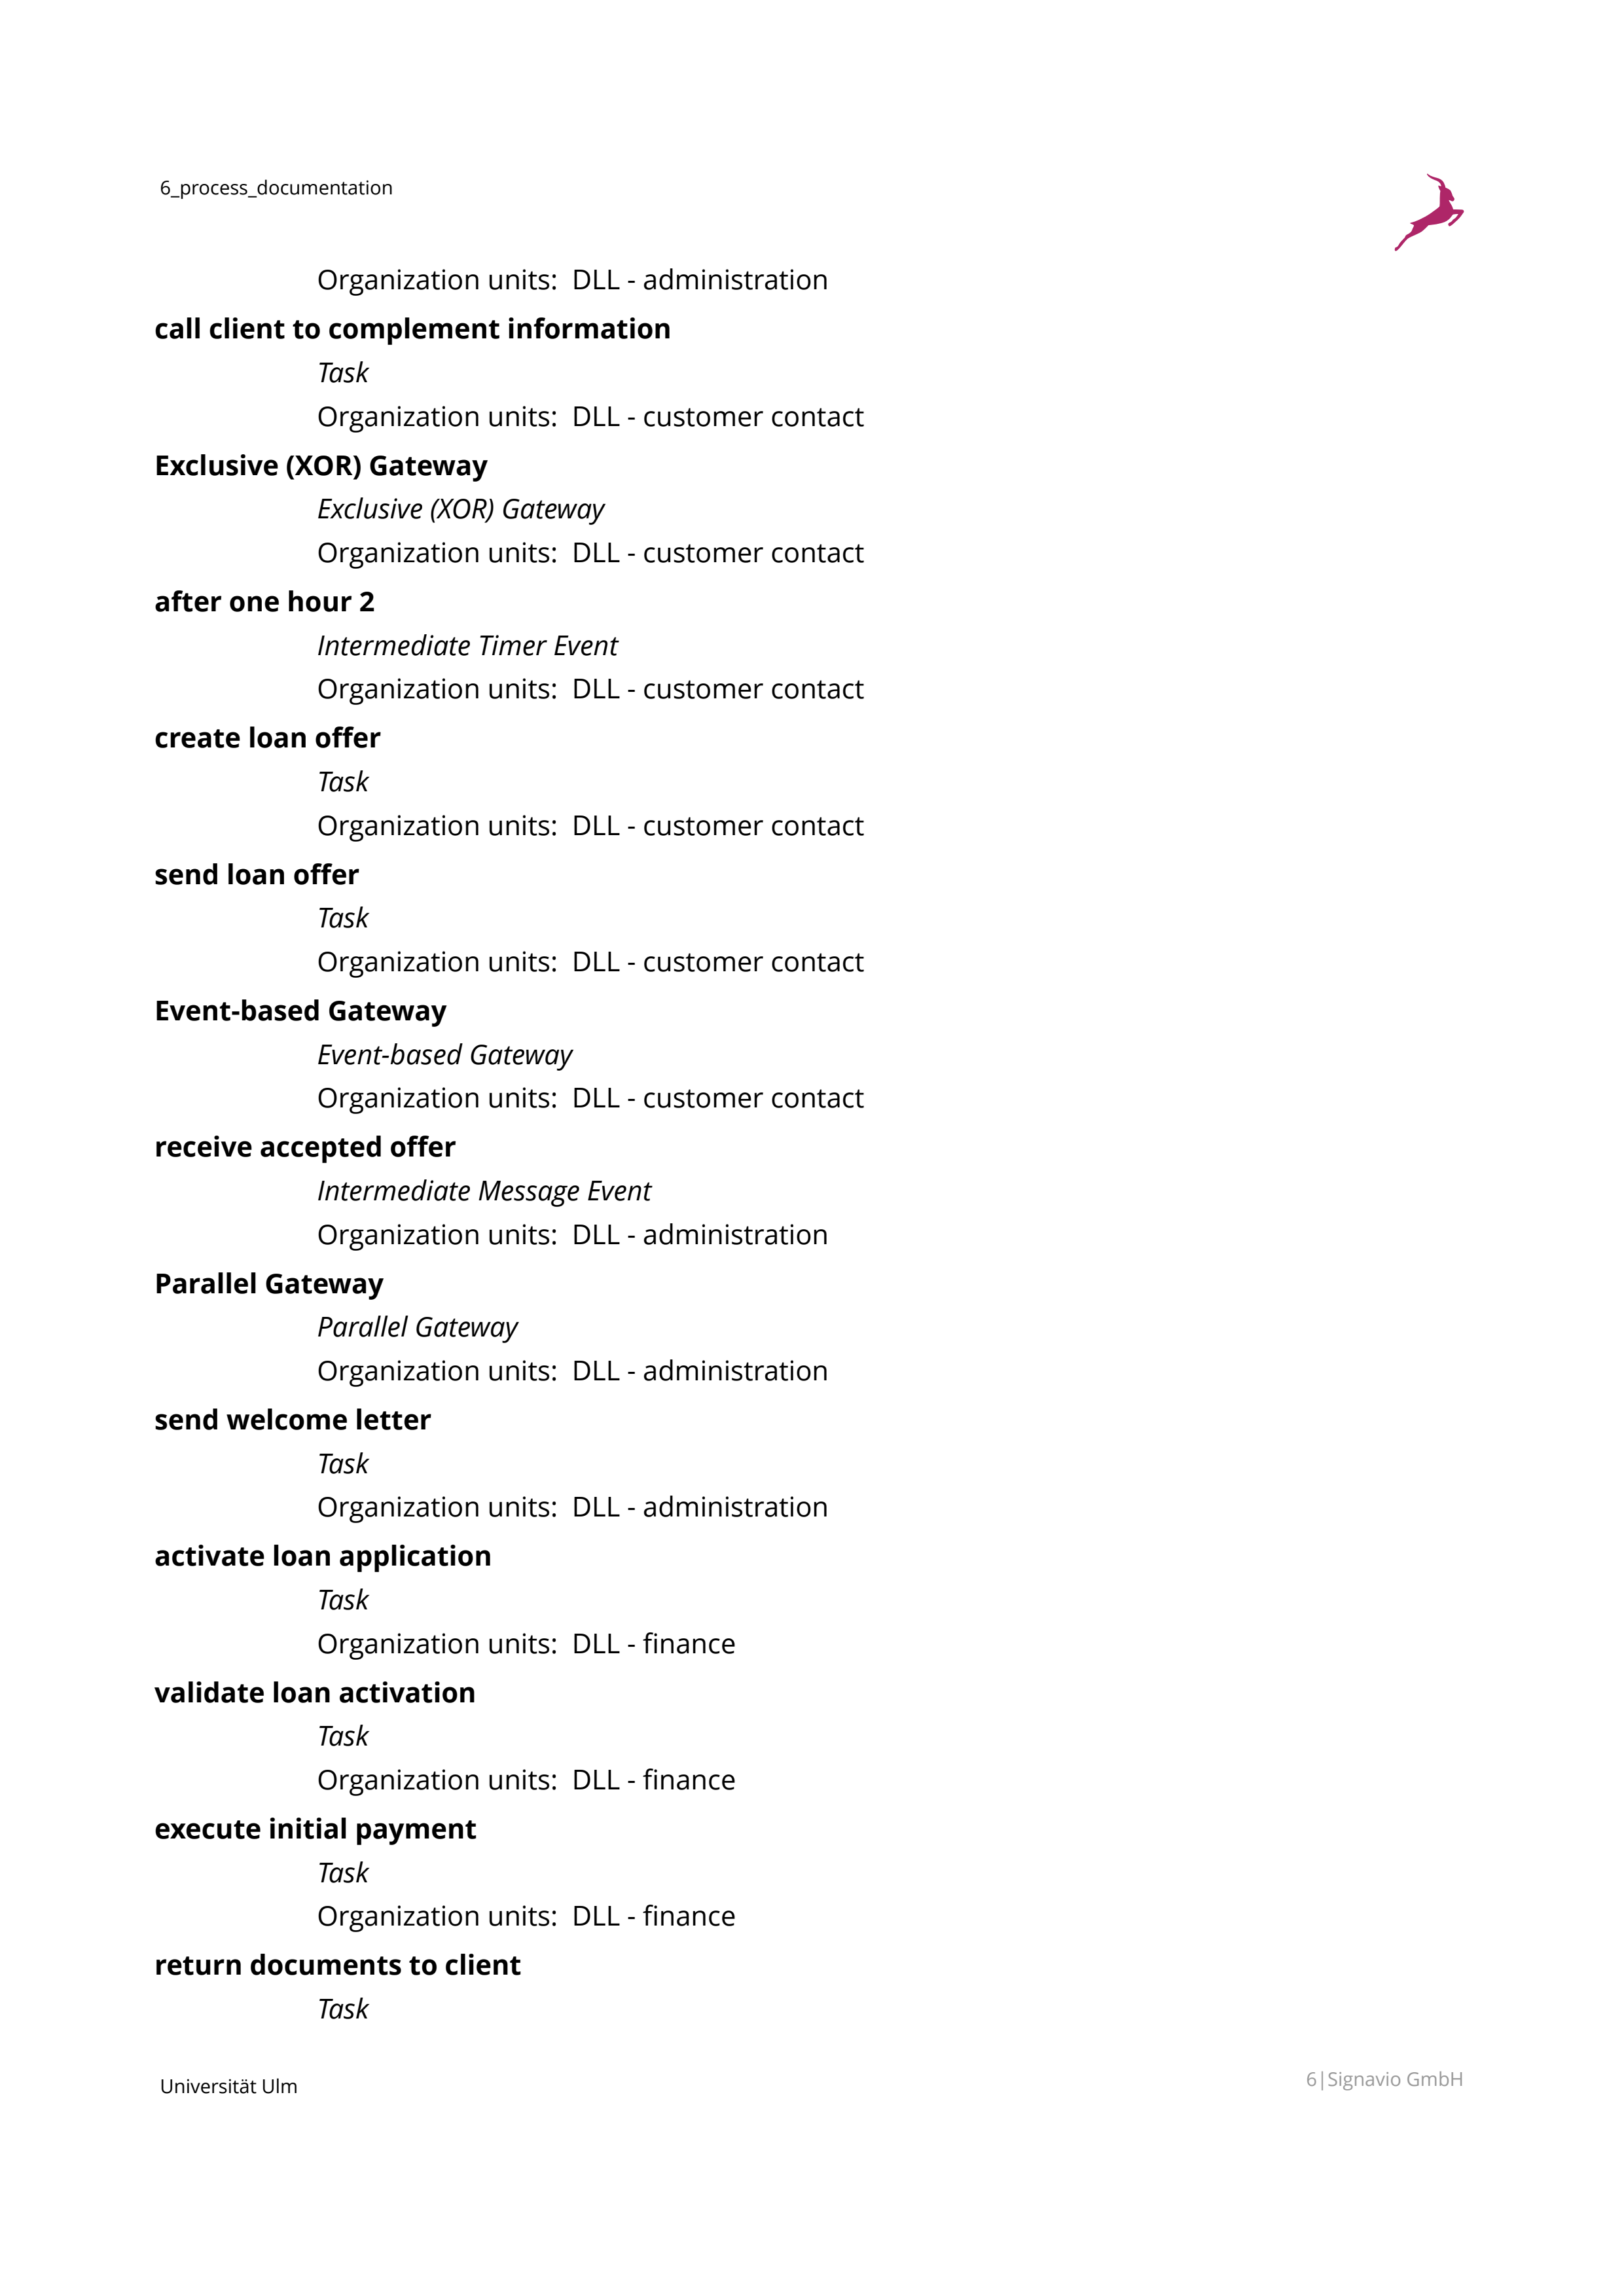 6_process_documentation
Organization units:  DLL - administration
call client to complement information
Task
Organization units:  DLL - customer contact
Exclusive (XOR) Gateway
Exclusive (XOR) Gateway
Organization units:  DLL - customer contact
after one hour 2
Intermediate Timer Event
Organization units:  DLL - customer contact
create loan offer
Task
Organization units:  DLL - customer contact
send loan offer
Task
Organization units:  DLL - customer contact
Event-based Gateway
Event-based Gateway
Organization units:  DLL - customer contact
receive accepted offer
Intermediate Message Event
Organization units:  DLL - administration
Parallel Gateway
Parallel Gateway
Organization units:  DLL - administration
send welcome letter
Task
Organization units:  DLL - administration
activate loan application
Task
Organization units:  DLL - finance
validate loan activation
Task
Organization units:  DLL - finance
execute initial payment
Task
Organization units:  DLL - finance
return documents to client
Task
Universität Ulm
6|Signavio GmbH